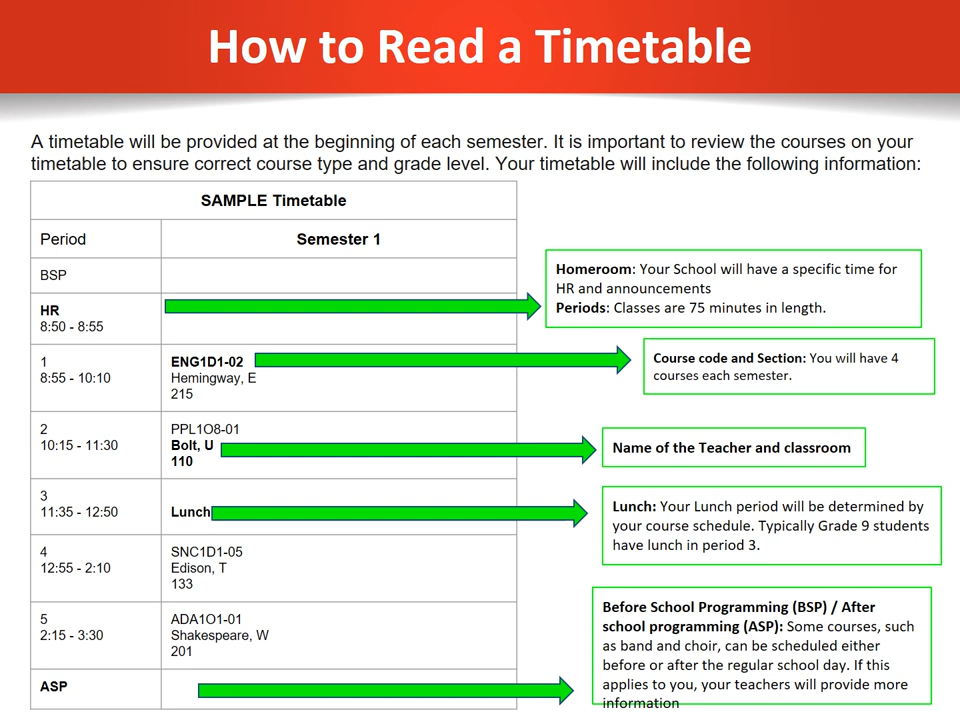 How to Read a Timetable
A timetable will be provided at the beginning of each semester. It is important to review the courses on your
timetable to ensure correct course type and grade level. Your timetable will include the following information:
SAMPLE Timetable
Period
Semester 1
BSP
HR
8:50 - 8:55
Homeroom: Your School will have a specific time for
HR and announcements
Periods: Classes are 75 minutes in length.
1
8:55 - 10:10
ENG1D1-02
Hemingway, E
215
Course code and Section: You will have 4
courses each semester.
2
10:15 - 11:30
PPL1O8-01
Bolt, U
110
Name of the Teacher and classroom
3
11:35 - 12:50
Lunch
Lunch: Your Lunch period will be determined by
your course schedule. Typically Grade 9 students
have lunch in period 3.
4
12:55 - 2:10
SNC1D1-05
Edison, T
133
5
2:15 - 3:30
ADA1O1-01
Shakespeare, W
201
ASP
Before School Programming (BSP) / After
school programming (ASP): Some courses, such
as band and choir, can be scheduled either
before or after the regular school day. If this
applies to you, your teachers will provide more
information